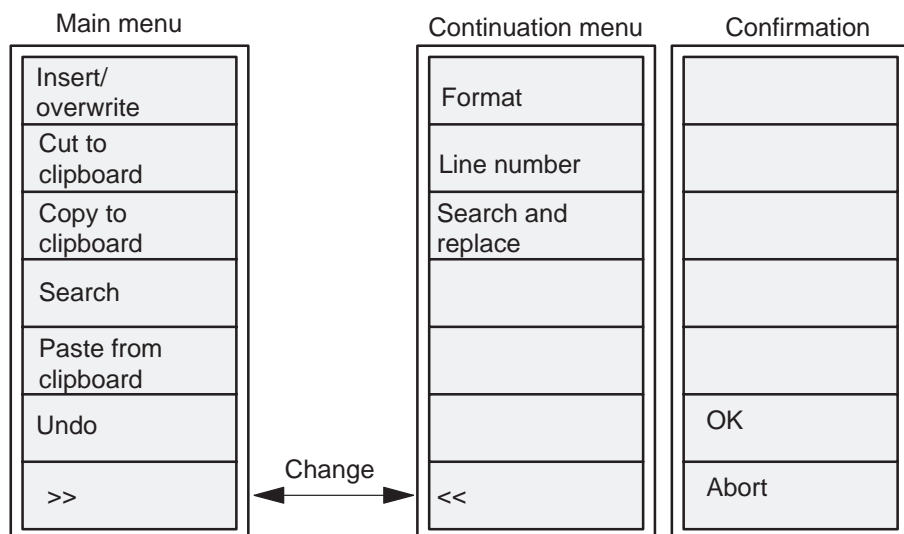 Main menu
Insert/
overwrite
Cut to
clipboard
Copy to
clipboard
Search
Paste from
clipboard
Undo
>>
Change
Continuation menu
Format
Line number
Search and
replace
<<
Confirmation
OK
Abort